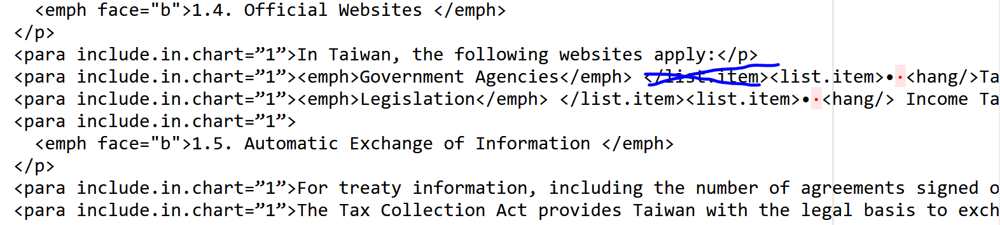 <emph face="b">1.4. Official Websites </emph>
</p>
<para include.in.chart=”1”>In Taiwan, the following websites apply:</p>
<para include.in.chart=”1”><emph>Government Agencies</emph> </list.item><list.item>•·<hang/>Ta
<para include.in.chart=”1”><emph>Legislation</emph> </list.item><list.item>•·<hang/> Income Ta
<para include.in.chart=”1”>
<emph face="b">1.5. Automatic Exchange of Information </emph>
</p>
<para include.in.chart=”1”>For treaty information, including the number of agreements signed o
<para include.in.chart=”1”>The Tax Collection Act provides Taiwan with the legal basis to exch